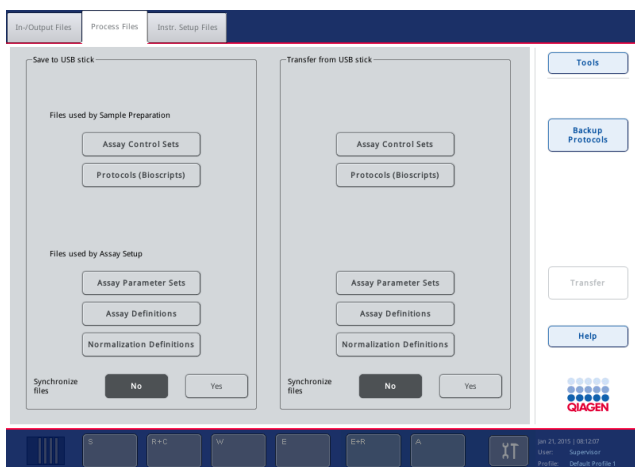 In-/Output Files
Process Files
Instr. Setup Files
Save to USB stick
Files used by Sample Preparation
Assay Control Sets
Protocols (Bioscripts)
Files used by Assay Setup
Assay Parameter Sets
Assay Definitions
Normalization Definitions
Synchronize
files
No
Yes
Transfer from USB stick
Assay Control Sets
Protocols (Bioscripts)
Assay Parameter Sets
Assay Definitions
Normalization Definitions
Synchronize
files
No
Yes
Tools
Backup
Protocols
Transfer
Help
QIAGEN
S
R+C
W
E
E+R
A
Jan 21, 2015 | 08:12:07
User: Supervisor
Profile: Default Profile 1